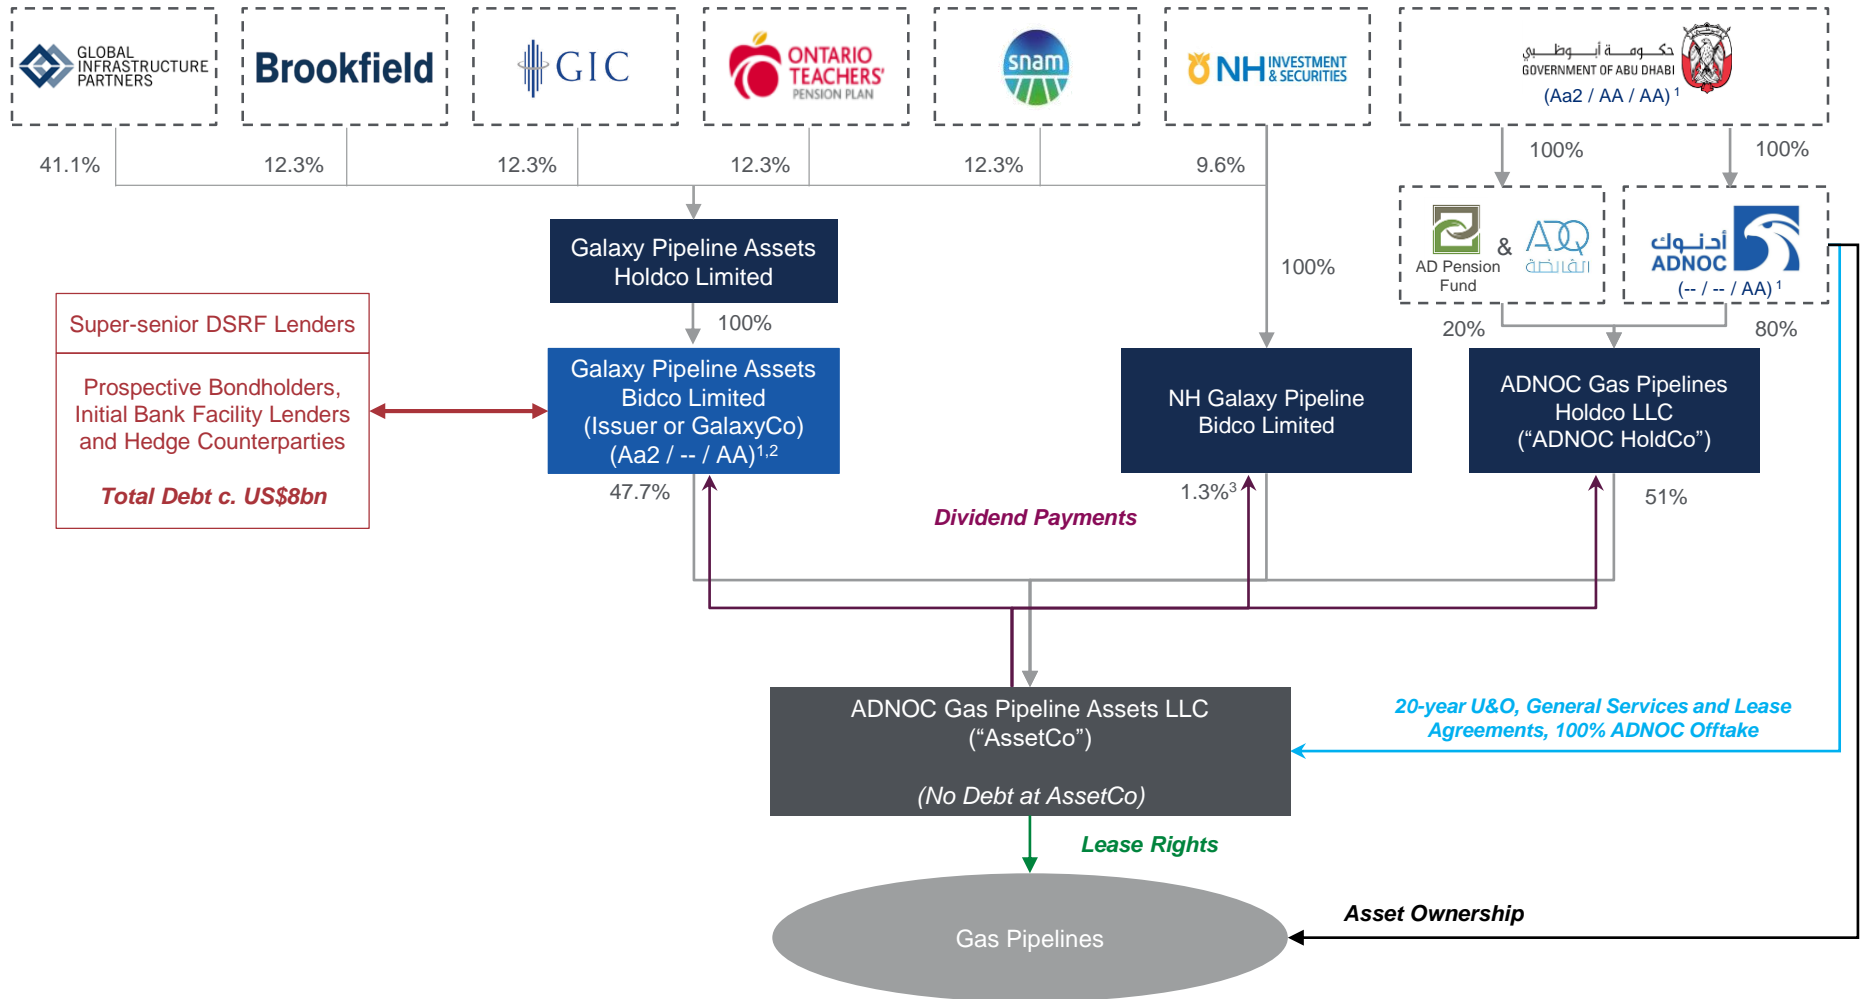 GLOBAL
INFRASTRUCTURE
PARTNERS
Brookfield
GIC
ONTARIO
TEACHERS'
PENSION PLAN
snam
NH INVESTMENT
& SECURITIES
حكومة أبوظبي
GOVERNMENT OF ABU DHABI
(Aa2 / AA / AA) 1
41.1%
12.3%
12.3%
12.3%
12.3%
9.6%
100%
100%
Galaxy Pipeline Assets
Holdco Limited
100%
AD Pension
Fund
&
ADQ
القابضة
أدنوك
ADNOC
(-- / -- / AA) 1
Super-senior DSRF Lenders
Prospective Bondholders,
Initial Bank Facility Lenders
and Hedge Counterparties
Total Debt c. US$8bn
100%
20%
80%
Galaxy Pipeline Assets
Bidco Limited
(Issuer or GalaxyCo)
(Aa2 / -- / AA)1,2
NH Galaxy Pipeline
Bidco Limited
ADNOC Gas Pipelines
Holdco LLC
(“ADNOC HoldCo”)
47.7%
1.3%3
51%
Dividend Payments
ADNOC Gas Pipeline Assets LLC
(“AssetCo”)
(No Debt at AssetCo)
20-year U&O, General Services and Lease
Agreements, 100% ADNOC Offtake
Lease Rights
Asset Ownership
Gas Pipelines